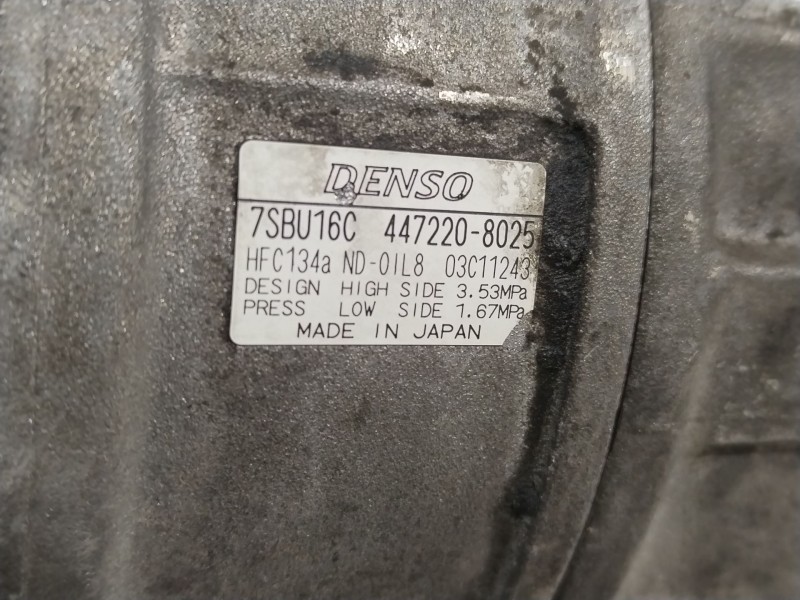 DENSO
7SBU16C 447220-8025
HFC134a ND-OIL8 03C11243
DESIGN HIGH SIDE 3.53MPa
PRESS LOW SIDE 1.67MPa
MADE IN JAPAN